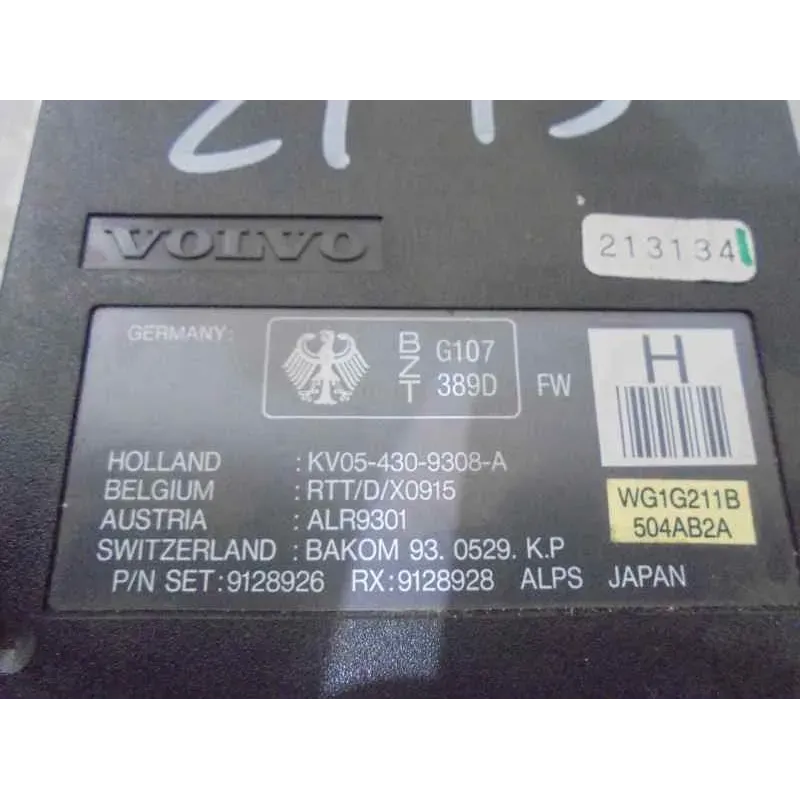 VOLVO
213134
GERMANY:
BZT
G107
389D
FW
H
HOLLAND : KV05-430-9308-A
BELGIUM : RTT/D/X0915
AUSTRIA : ALR9301
SWITZERLAND : BAKOM 93. 0529. K.P
P/N SET : 9128926 RX : 9128928 ALPS JAPAN
WG1G211B
504AB2A